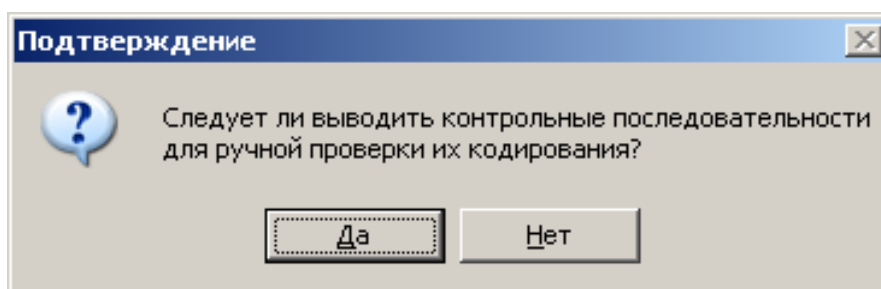 Подтверждение
Следует ли выводить контрольные последовательности
для ручной проверки их кодирования?
Да
Нет